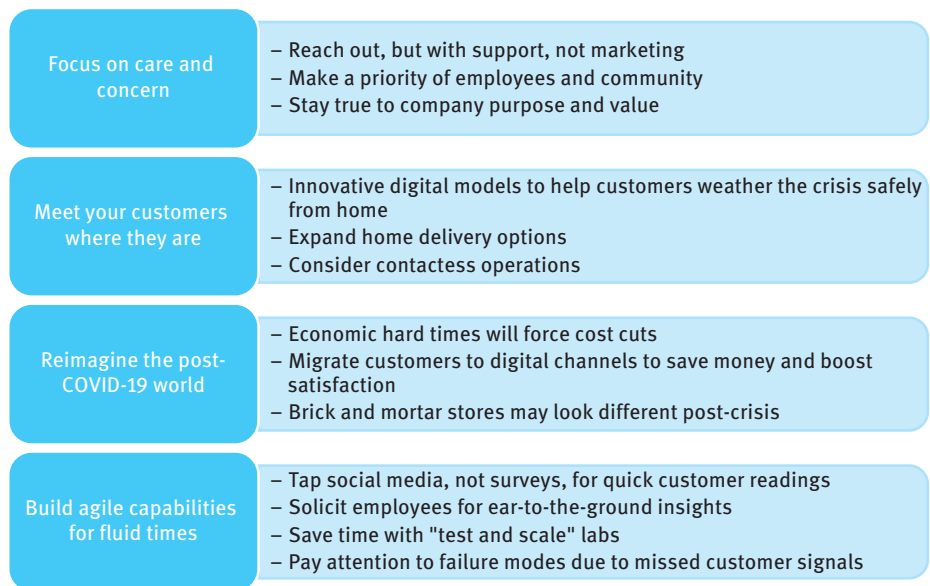 Focus on care and
concern
– Reach out, but with support, not marketing
– Make a priority of employees and community
– Stay true to company purpose and value
Meet your customers
where they are
– Innovative digital models to help customers weather the crisis safely
from home
– Expand home delivery options
– Consider contactess operations
Reimagine the post-
COVID-19 world
– Economic hard times will force cost cuts
– Migrate customers to digital channels to save money and boost
satisfaction
– Brick and mortar stores may look different post-crisis
Build agile capabilities
for fluid times
– Tap social media, not surveys, for quick customer readings
– Solicit employees for ear-to-the-ground insights
– Save time with "test and scale" labs
– Pay attention to failure modes due to missed customer signals